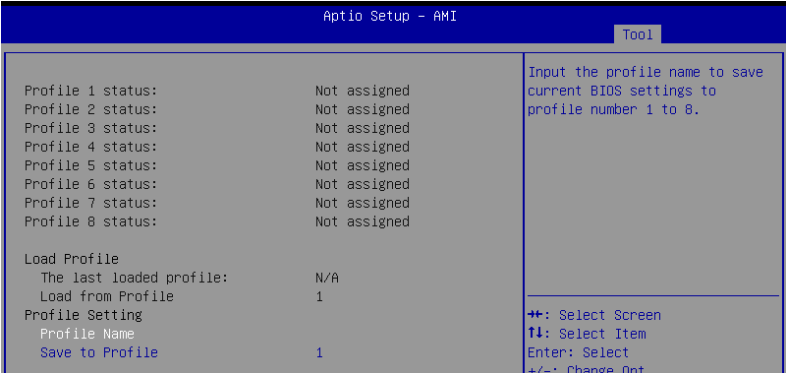 Aptio Setup – AMI
Tool
Profile 1 status: Not assigned
Profile 2 status: Not assigned
Profile 3 status: Not assigned
Profile 4 status: Not assigned
Profile 5 status: Not assigned
Profile 6 status: Not assigned
Profile 7 status: Not assigned
Profile 8 status: Not assigned
Load Profile
The last loaded profile: N/A
Load from Profile 1
Profile Setting
Profile Name
Save to Profile 1
Input the profile name to save
current BIOS settings to
profile number 1 to 8.
→←: Select Screen
↑↓: Select Item
Enter: Select
+/-: Change Opt.